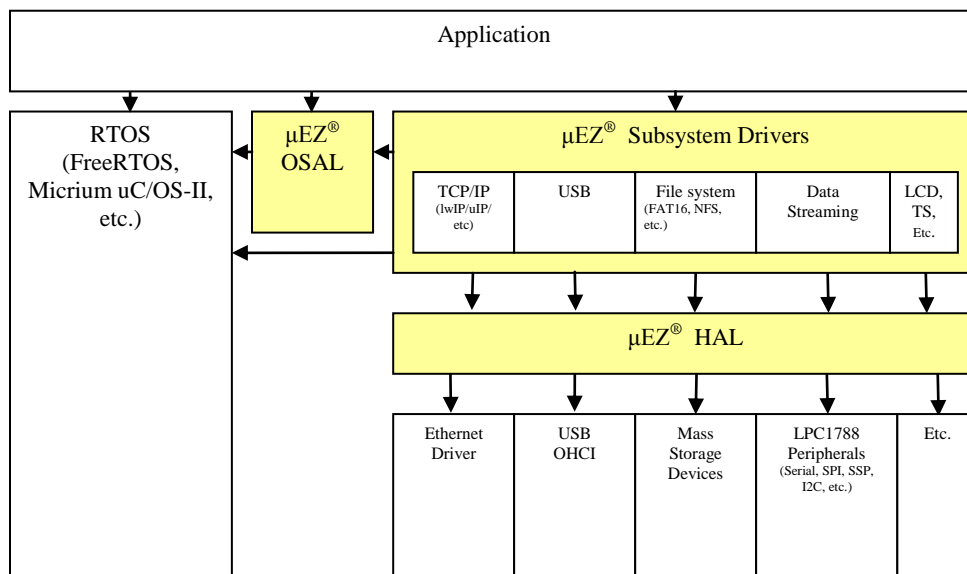 Application
RTOS
(FreeRTOS,
Micrium uC/OS-II,
etc.)
µEZ®
OSAL
µEZ® Subsystem Drivers
TCP/IP
(lwIP/uIP/
etc)
USB
File system
(FAT16, NFS,
etc.)
Data
Streaming
LCD,
TS,
Etc.
µEZ® HAL
Ethernet
Driver
USB
OHCI
Mass
Storage
Devices
LPC1788
Peripherals
(Serial, SPI, SSP,
I2C, etc.)
Etc.